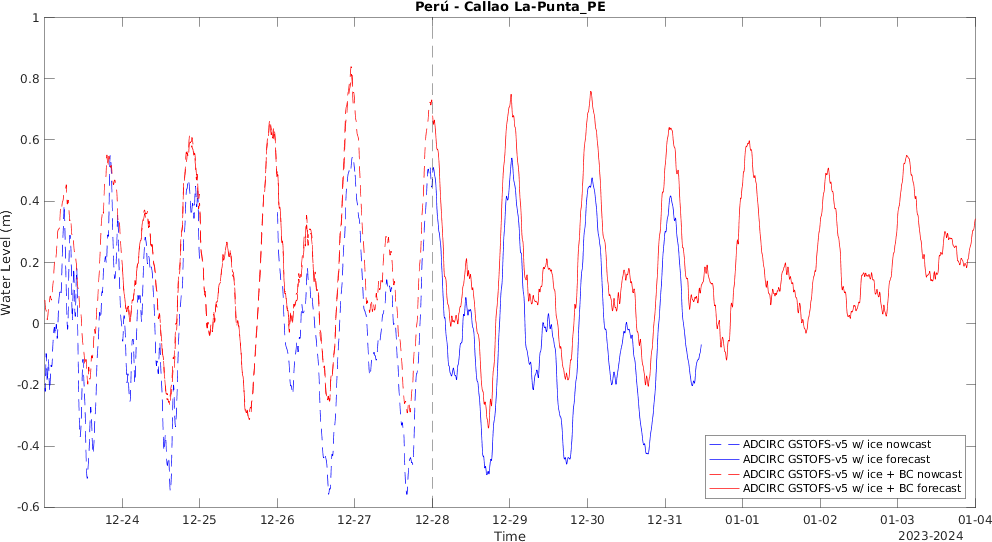 Perú - Callao La-Punta_PE
1
0.8
0.6
0.4
0.2
0
-0.2
-0.4
-0.6
Water Level (m)
ADCIRC GSTOFS-v5 w/ ice nowcast
ADCIRC GSTOFS-v5 w/ ice forecast
ADCIRC GSTOFS-v5 w/ ice + BC nowcast
ADCIRC GSTOFS-v5 w/ ice + BC forecast
12-24 12-25 12-26 12-27 12-28 12-29 12-30 12-31 01-01 01-02 01-03 01-04
Time
2023-2024